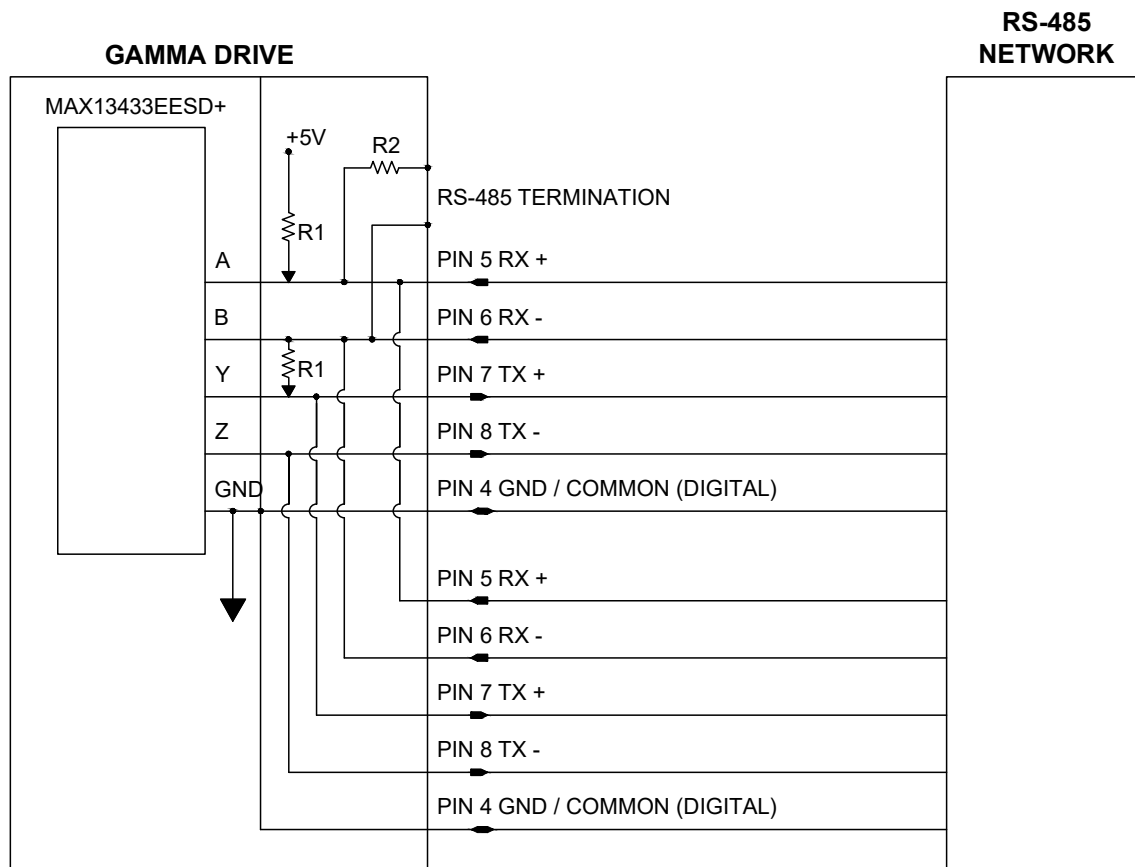 RS-485
NETWORK
GAMMA DRIVE
MAX13433EESD+
+5V
R2
RS-485 TERMINATION
R1
A
PIN 5 RX +
B
PIN 6 RX -
R1
Y
PIN 7 TX +
Z
PIN 8 TX -
GND
PIN 4 GND / COMMON (DIGITAL)
PIN 5 RX +
PIN 6 RX -
PIN 7 TX +
PIN 8 TX -
PIN 4 GND / COMMON (DIGITAL)